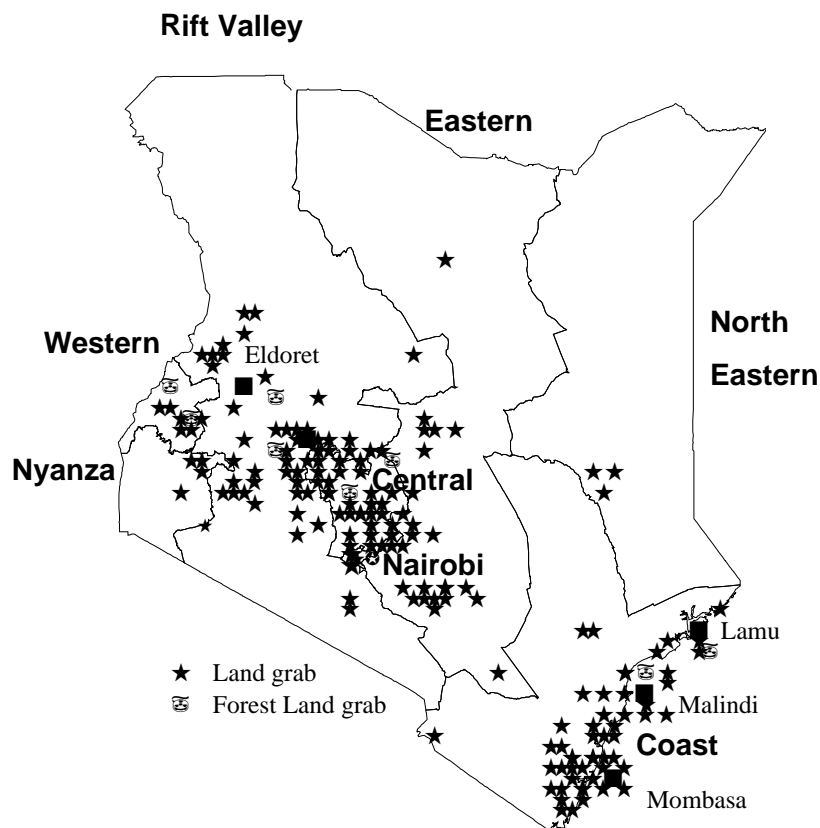 Rift Valley
Eastern
North
Eastern
Western
Eldoret
Nyanza
Central
Nairobi
Lamu
Land grab
Forest Land grab
Malindi
Coast
Mombasa